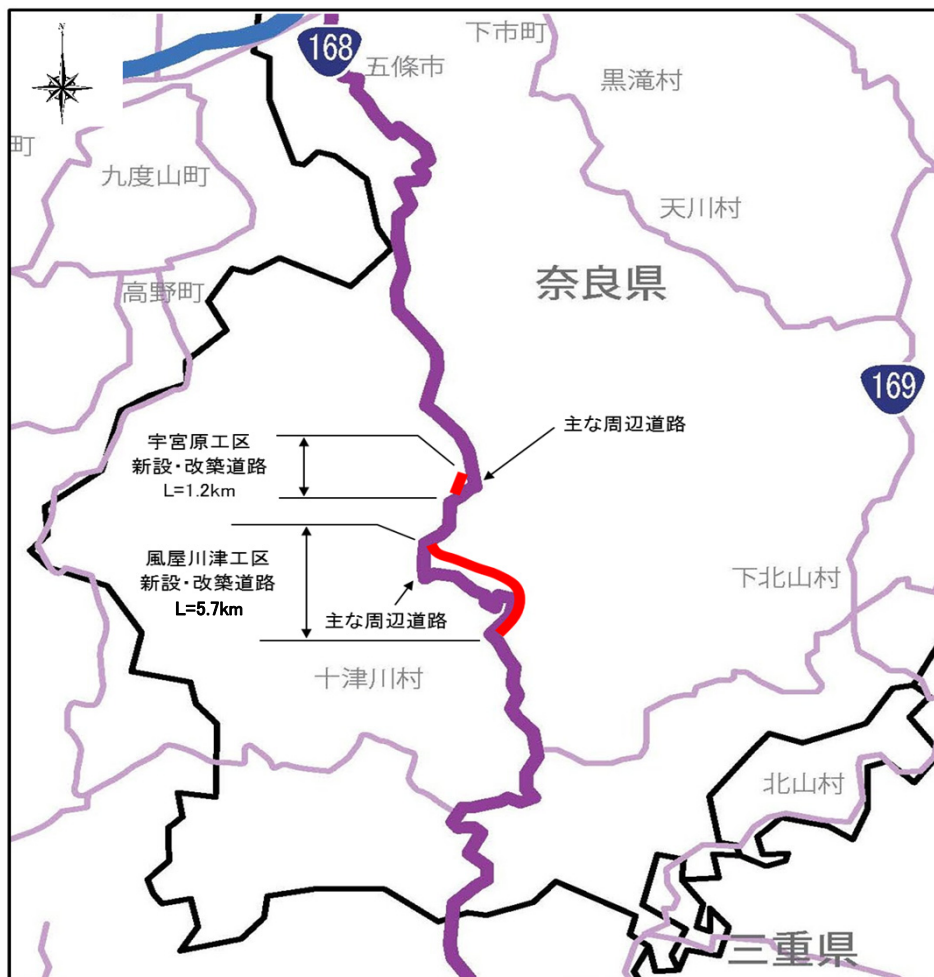 N
168
五條市
下市町
黒滝村
町
九度山町
天川村
奈良県
高野町
169
主な周辺道路
宇宮原工区
新設・改築道路
L=1.2km
風屋川津工区
新設・改築道路
L=5.7km
主な周辺道路
下北山村
十津川村
北山村
三重県